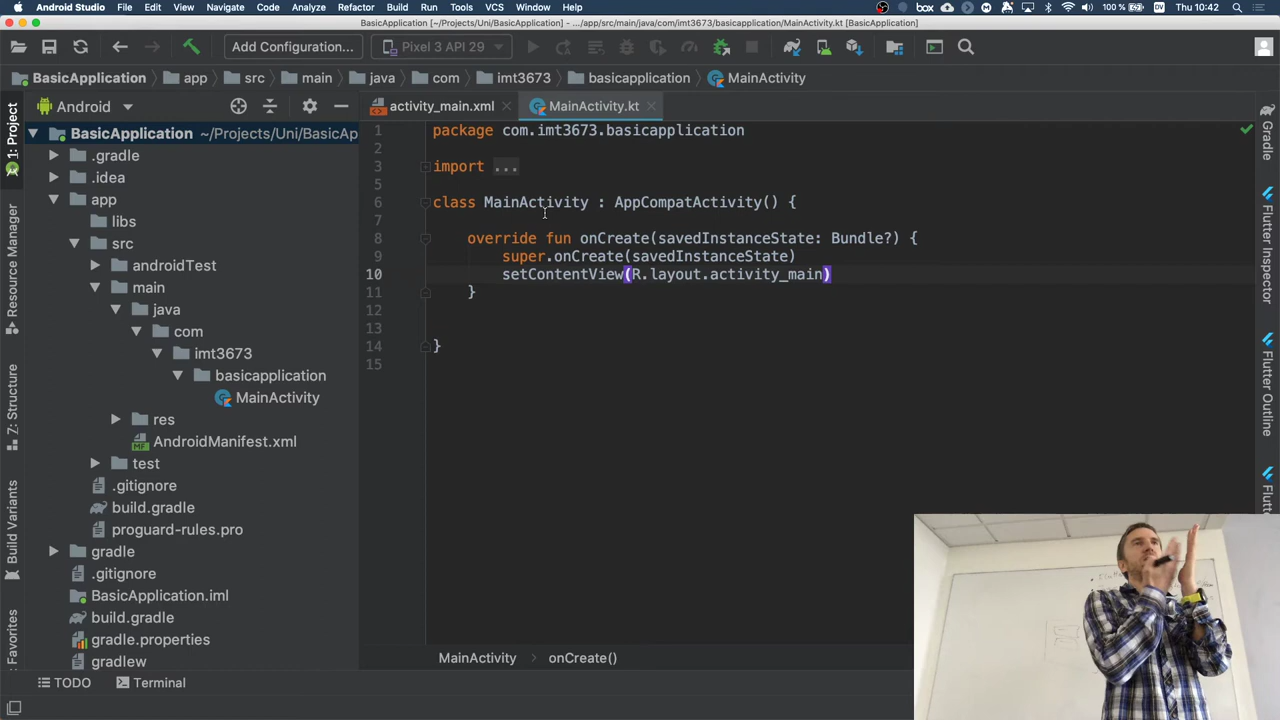 Android Studio File Edit View Navigate Code Analyze Refactor Build Run Tools VCS Window Help box 100 % DV Thu 10:42
BasicApplication [~/Projects/Uni/BasicApplication] - .../app/src/main/java/com/imt3673/basicapplication/MainActivity.kt [BasicApplication]
Add Configuration... Pixel 3 API 29
BasicApplication app src main java com imt3673 basicapplication MainActivity
Android activity_main.xml MainActivity.kt
BasicApplication ~/Projects/Uni/BasicAp
.gradle
.idea
app
libs
src
androidTest
main
java
com
imt3673
basicapplication
MainActivity
res
AndroidManifest.xml
test
.gitignore
build.gradle
proguard-rules.pro
gradle
.gitignore
BasicApplication.iml
build.gradle
gradle.properties
gradlew
1 package com.imt3673.basicapplication
2
3 import ...
5
6 class MainActivity : AppCompatActivity() {
7
8 override fun onCreate(savedInstanceState: Bundle?) {
9 super.onCreate(savedInstanceState)
10 setContentView(R.layout.activity_main)
11 }
12
13
14 }
15
MainActivity onCreate()
TODO Terminal
1: Project
Resource Manager
Z: Structure
Build Variants
Favorites
Gradle
Flutter Inspector
Flutter Outline
Flutter